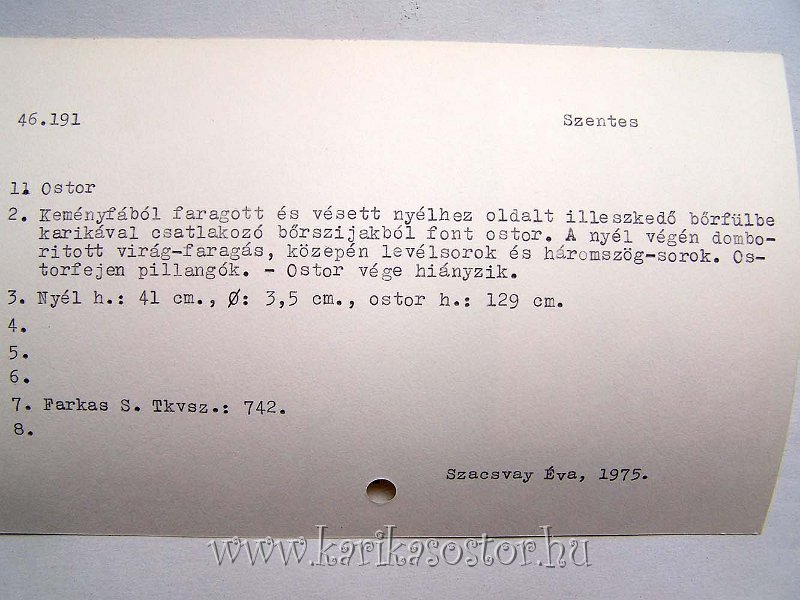 46.191 Szentes
1. Ostor
2. Keményfából faragott és vésett nyélhez oldalt illeszkedő bőrfülbe
karikával csatlakozó bőrszijakból font ostor. A nyél végén dombo-
ritott virág-faragás, közepén levélsorok és háromszög-sorok. Os-
torfejen pillangók. - Ostor vége hiányzik.
3. Nyél h.: 41 cm., Ø: 3,5 cm., ostor h.: 129 cm.
4.
5.
6.
7. Farkas S. Tkvsz.: 742.
8.
Szacsvay Éva, 1975.
www.karikasostor.hu